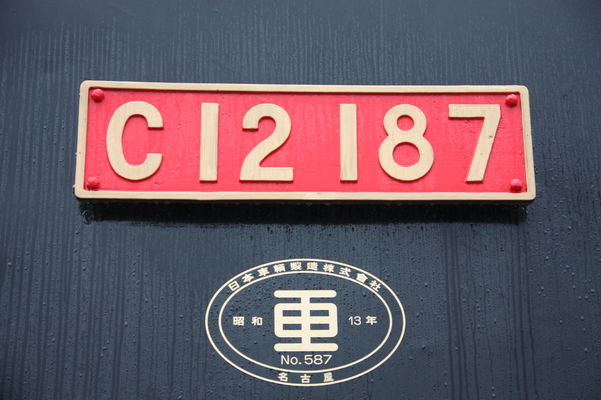 C12 187
日本車輌製造株式會社
昭和 車 13年
No.587
名古屋